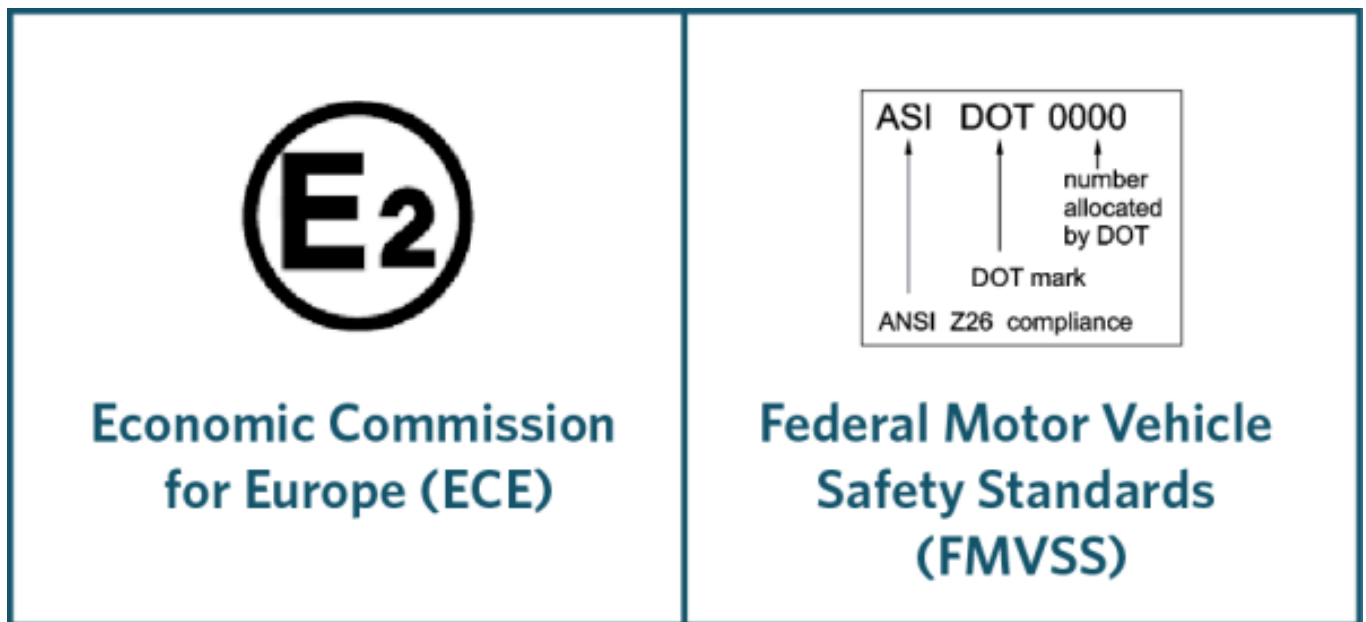 E2
Economic Commission
for Europe (ECE)
ASI DOT 0000
number
allocated
by DOT
DOT mark
ANSI Z26 compliance
Federal Motor Vehicle
Safety Standards
(FMVSS)